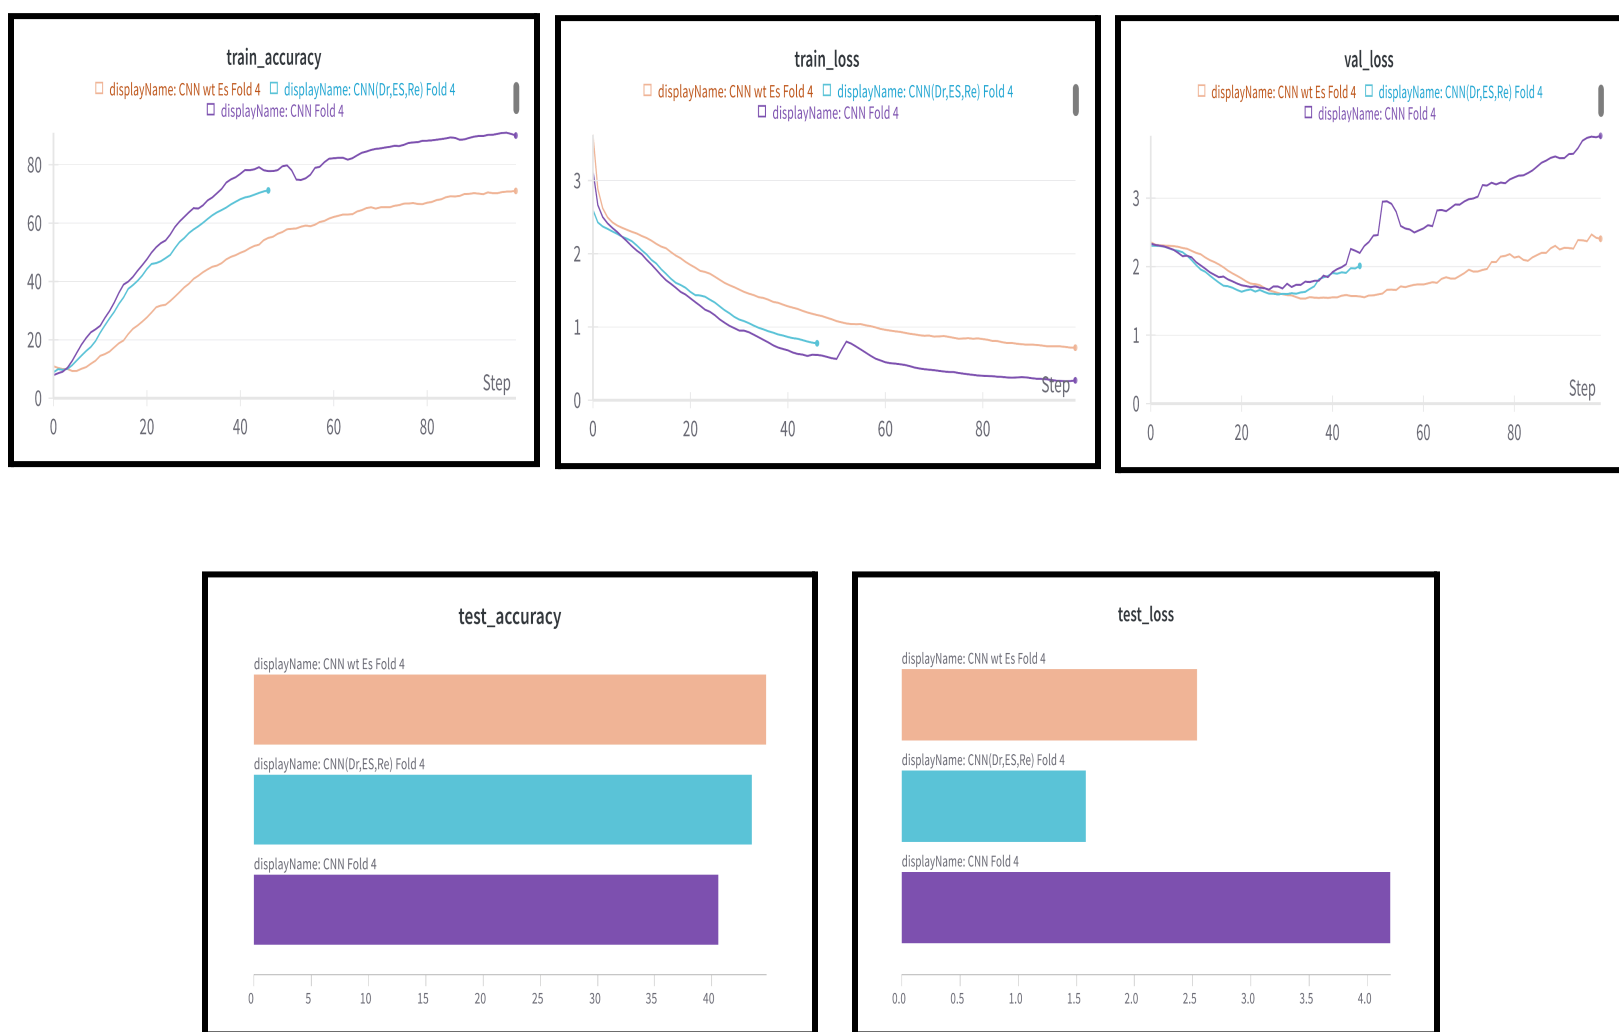 train_accuracy
displayName: CNN wt Es Fold 4 displayName: CNN(Dr,ES,Re) Fold 4
displayName: CNN Fold 4
80
60
40
20
0
Step
0 20 40 60 80
train_loss
displayName: CNN wt Es Fold 4 displayName: CNN(Dr,ES,Re) Fold 4
displayName: CNN Fold 4
3
2
1
0
Step
0 20 40 60 80
val_loss
displayName: CNN wt Es Fold 4 displayName: CNN(Dr,ES,Re) Fold 4
displayName: CNN Fold 4
3
2
1
0
Step
0 20 40 60 80
test_accuracy
displayName: CNN wt Es Fold 4
displayName: CNN(Dr,ES,Re) Fold 4
displayName: CNN Fold 4
0 5 10 15 20 25 30 35 40
test_loss
displayName: CNN wt Es Fold 4
displayName: CNN(Dr,ES,Re) Fold 4
displayName: CNN Fold 4
0.0 0.5 1.0 1.5 2.0 2.5 3.0 3.5 4.0